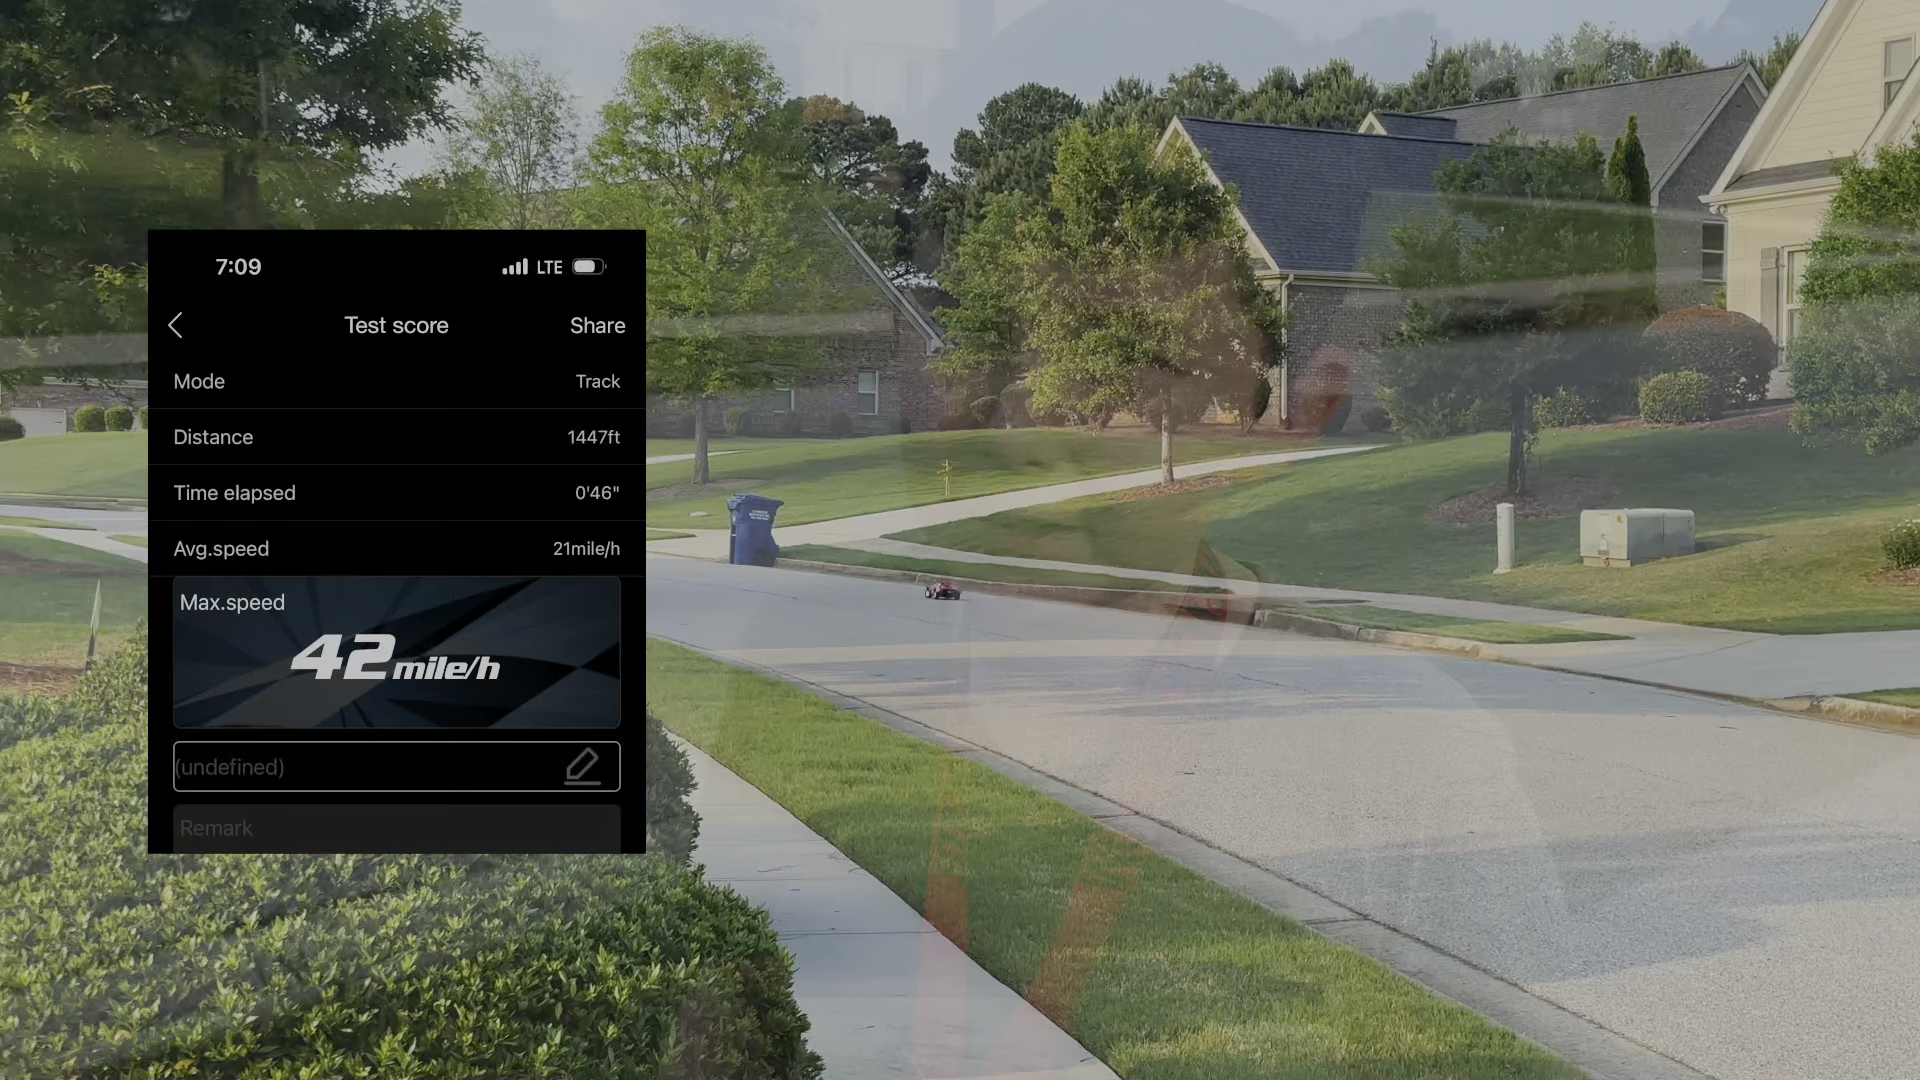 7:09
LTE
Test score
Share
Mode
Track
Distance
1447ft
Time elapsed
0'46"
Avg.speed
21mile/h
Max.speed
42mile/h
(undefined)
Remark